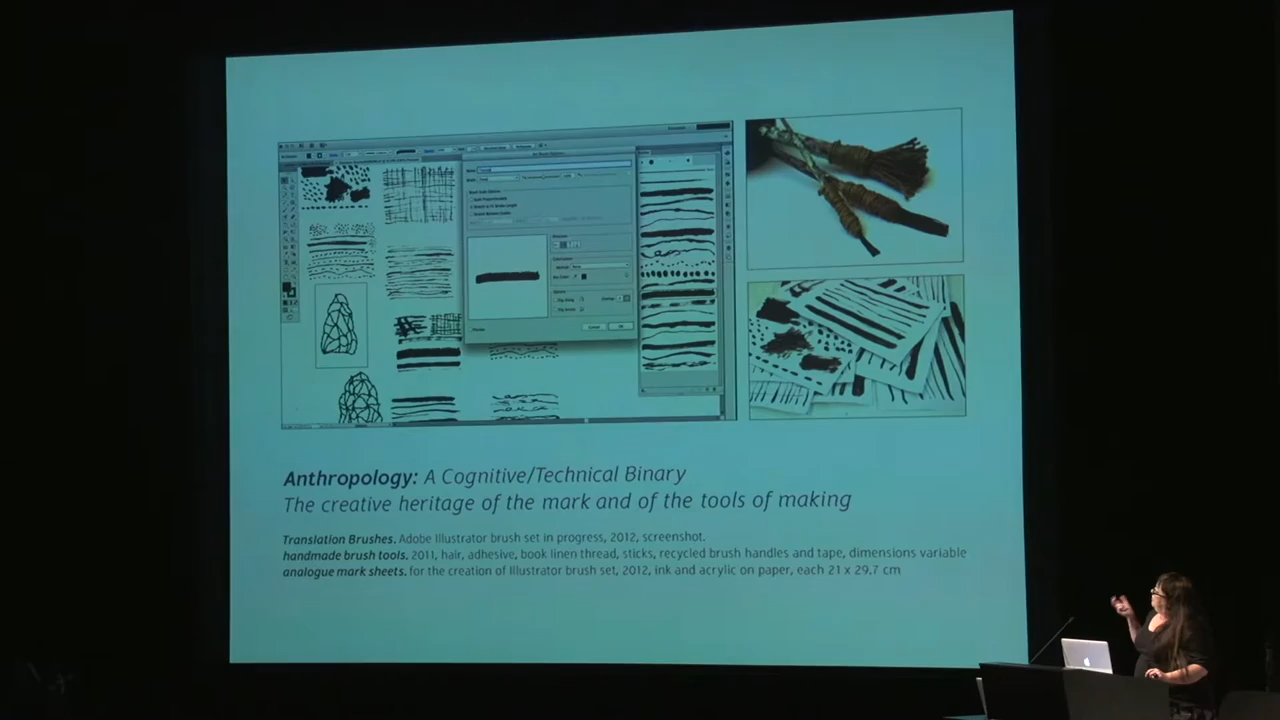 Anthropology: A Cognitive/Technical Binary
The creative heritage of the mark and of the tools of making
Translation Brushes. Adobe Illustrator brush set in progress, 2012, screenshot.
handmade brush tools. 2011, hair, adhesive, book linen thread, sticks, recycled brush handles and tape, dimensions variable
analogue mark sheets. for the creation of Illustrator brush set, 2012, ink and acrylic on paper, each 21 x 29.7 cm